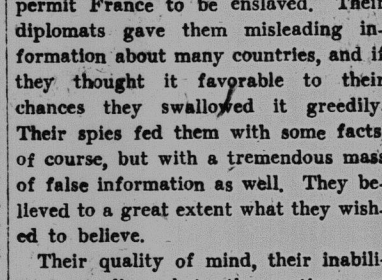 permit France to be enslaved. Their
diplomats gave them misleading in-
formation about many countries, and if
they thought it favorable to their
chances they swallowed it greedily
Their spies fed them with some facts
of course, but with a tremendous mass
of false information as well. They be-
lieved to a great extent what they wish-
ed to believe.
Their quality of mind, their inabili-